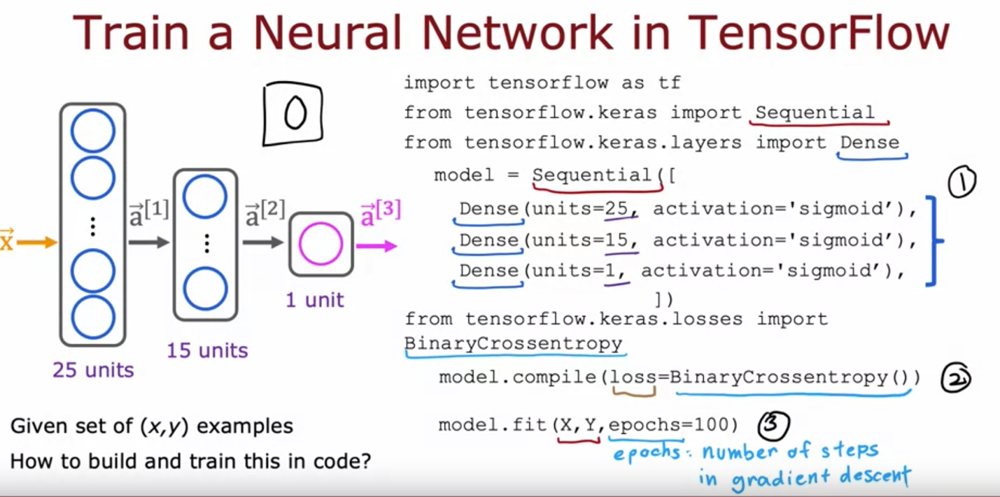 Train a Neural Network in TensorFlow
0
x⃗
a⃗[1]
a⃗[2]
a⃗[3]
25 units
15 units
1 unit
Given set of (x,y) examples
How to build and train this in code?
import tensorflow as tf
from tensorflow.keras import Sequential
from tensorflow.keras.layers import Dense
model = Sequential([
①
Dense(units=25, activation='sigmoid’),
Dense(units=15, activation='sigmoid’),
Dense(units=1, activation='sigmoid’),
])
from tensorflow.keras.losses import
BinaryCrossentropy
model.compile(loss=BinaryCrossentropy()) ②
model.fit(X,Y,epochs=100) ③
epochs: number of steps
in gradient descent